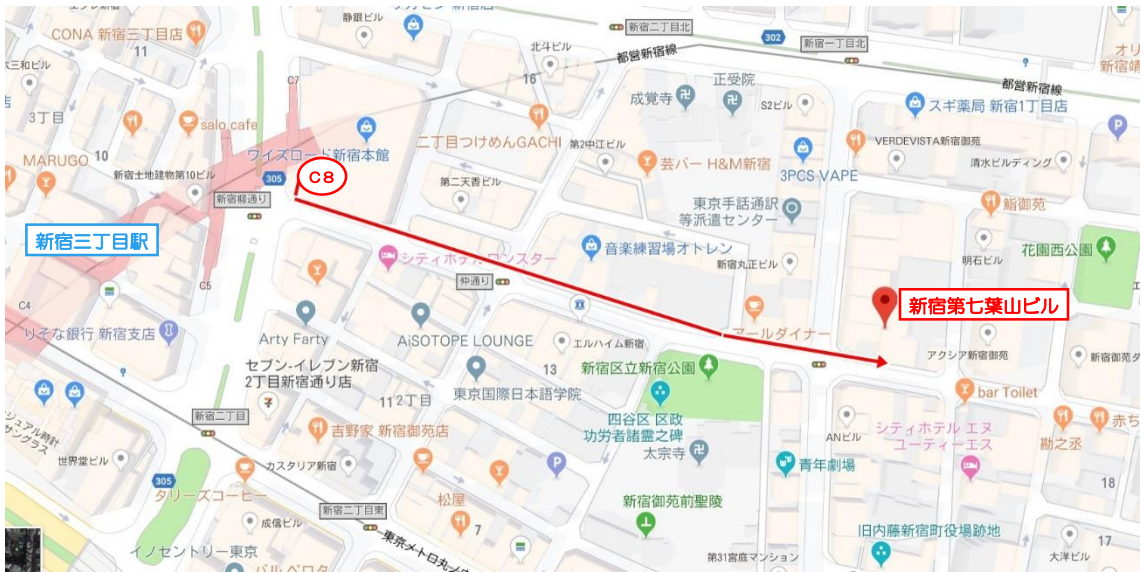 静眼ビル
新宿二丁目北
302
新宿一丁目北
CONA 新宿三丁目店
11
305
北斗ビル
都営新宿線
16
C7
正受院
成覚寺
S2ビル
都営新宿線
スギ薬局 新宿1丁目店
3丁目
salo cafe
ワイズロード新宿本館
二丁目つけめんGACHI
第2中江ビル
芸バー H&M新宿
3PCS VAPE
VERDEVISTA新宿御苑
清水ビルディング
MARUGO
10
新宿土地建物第10ビル
305
C8
第二天香ビル
新宿柳通り
東京手話通訳
等派遣センター
鮨御苑
新宿三丁目駅
シティホテル ロンスター
音楽練習場オトレン
新宿丸正ビル
明石ビル
花園西公園
仲通り
C5
C4
新宿第七葉山ビル
りそな銀行 新宿支店
Arty Farty
AiSOTOPE LOUNGE
エルハイム新宿
アールダイナー
アクシア新宿御苑
セブン-イレブン新宿
2丁目新宿通り店
13
新宿区立新宿公園
東京国際日本語学院
bar Toilet
11
2丁目
四谷区 区政
功労者諸霊之碑
新宿二丁目
吉野家 新宿御苑店
太宗寺
ANビル
シティホテル エヌ
ユーティーエス
勘之丞
世界堂ビル
カスタリア新宿
青年劇場
305
タリーズコーヒー
松屋
新宿御苑前聖陵
18
新宿二丁目東
7
成信ビル
旧内藤新宿町役場跡地
17
イノセントリー東京
第31宮庭マンション
大洋ビル